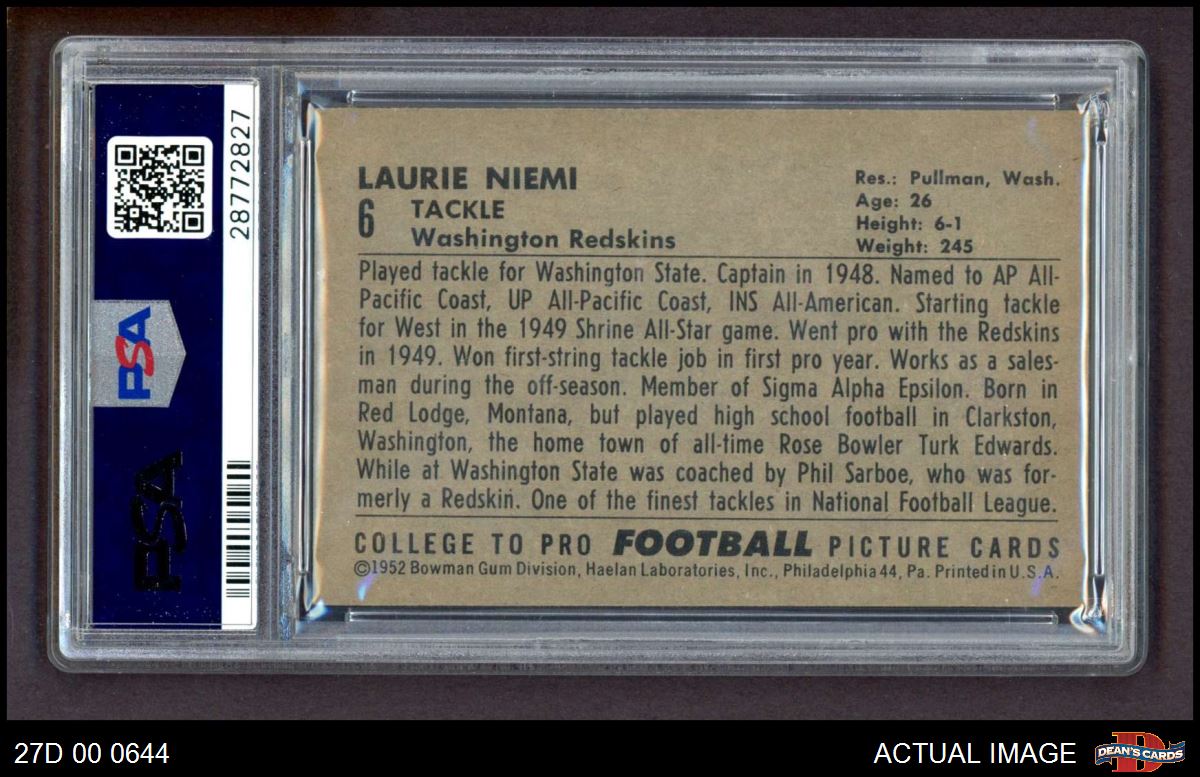 28772827
PSA
PSA
LAURIE NIEMI
6 TACKLE
Washington Redskins
Res.: Pullman, Wash.
Age: 26
Height: 6-1
Weight: 245
Played tackle for Washington State. Captain in 1948. Named to AP All-
Pacific Coast, UP All-Pacific Coast, INS All-American. Starting tackle
for West in the 1949 Shrine All-Star game. Went pro with the Redskins
in 1949. Won first-string tackle job in first pro year. Works as a sales-
man during the off-season. Member of Sigma Alpha Epsilon. Born in
Red Lodge, Montana, but played high school football in Clarkston,
Washington, the home town of all-time Rose Bowler Turk Edwards.
While at Washington State was coached by Phil Sarboe, who was for-
merly a Redskin. One of the finest tackles in National Football League.
COLLEGE TO PRO FOOTBALL PICTURE CARDS
©1952 Bowman Gum Division, Haelan Laboratories, Inc., Philadelphia 44, Pa. Printed in U.S.A.
27D 00 0644
ACTUAL IMAGE
DEAN'S CARDS